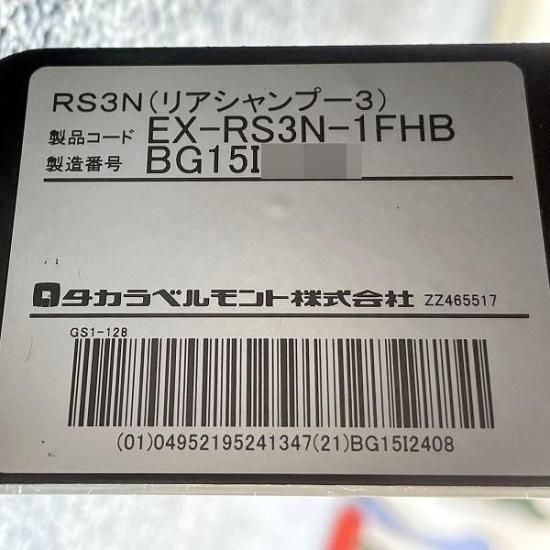 RS3N(リアシャンプー3)
製品コード EX-RS3N-1FHB
製造番号 BG15I
タカラベルモント株式会社 ZZ465517
GS1-128
(01)04952195241347(21)BG15I2408